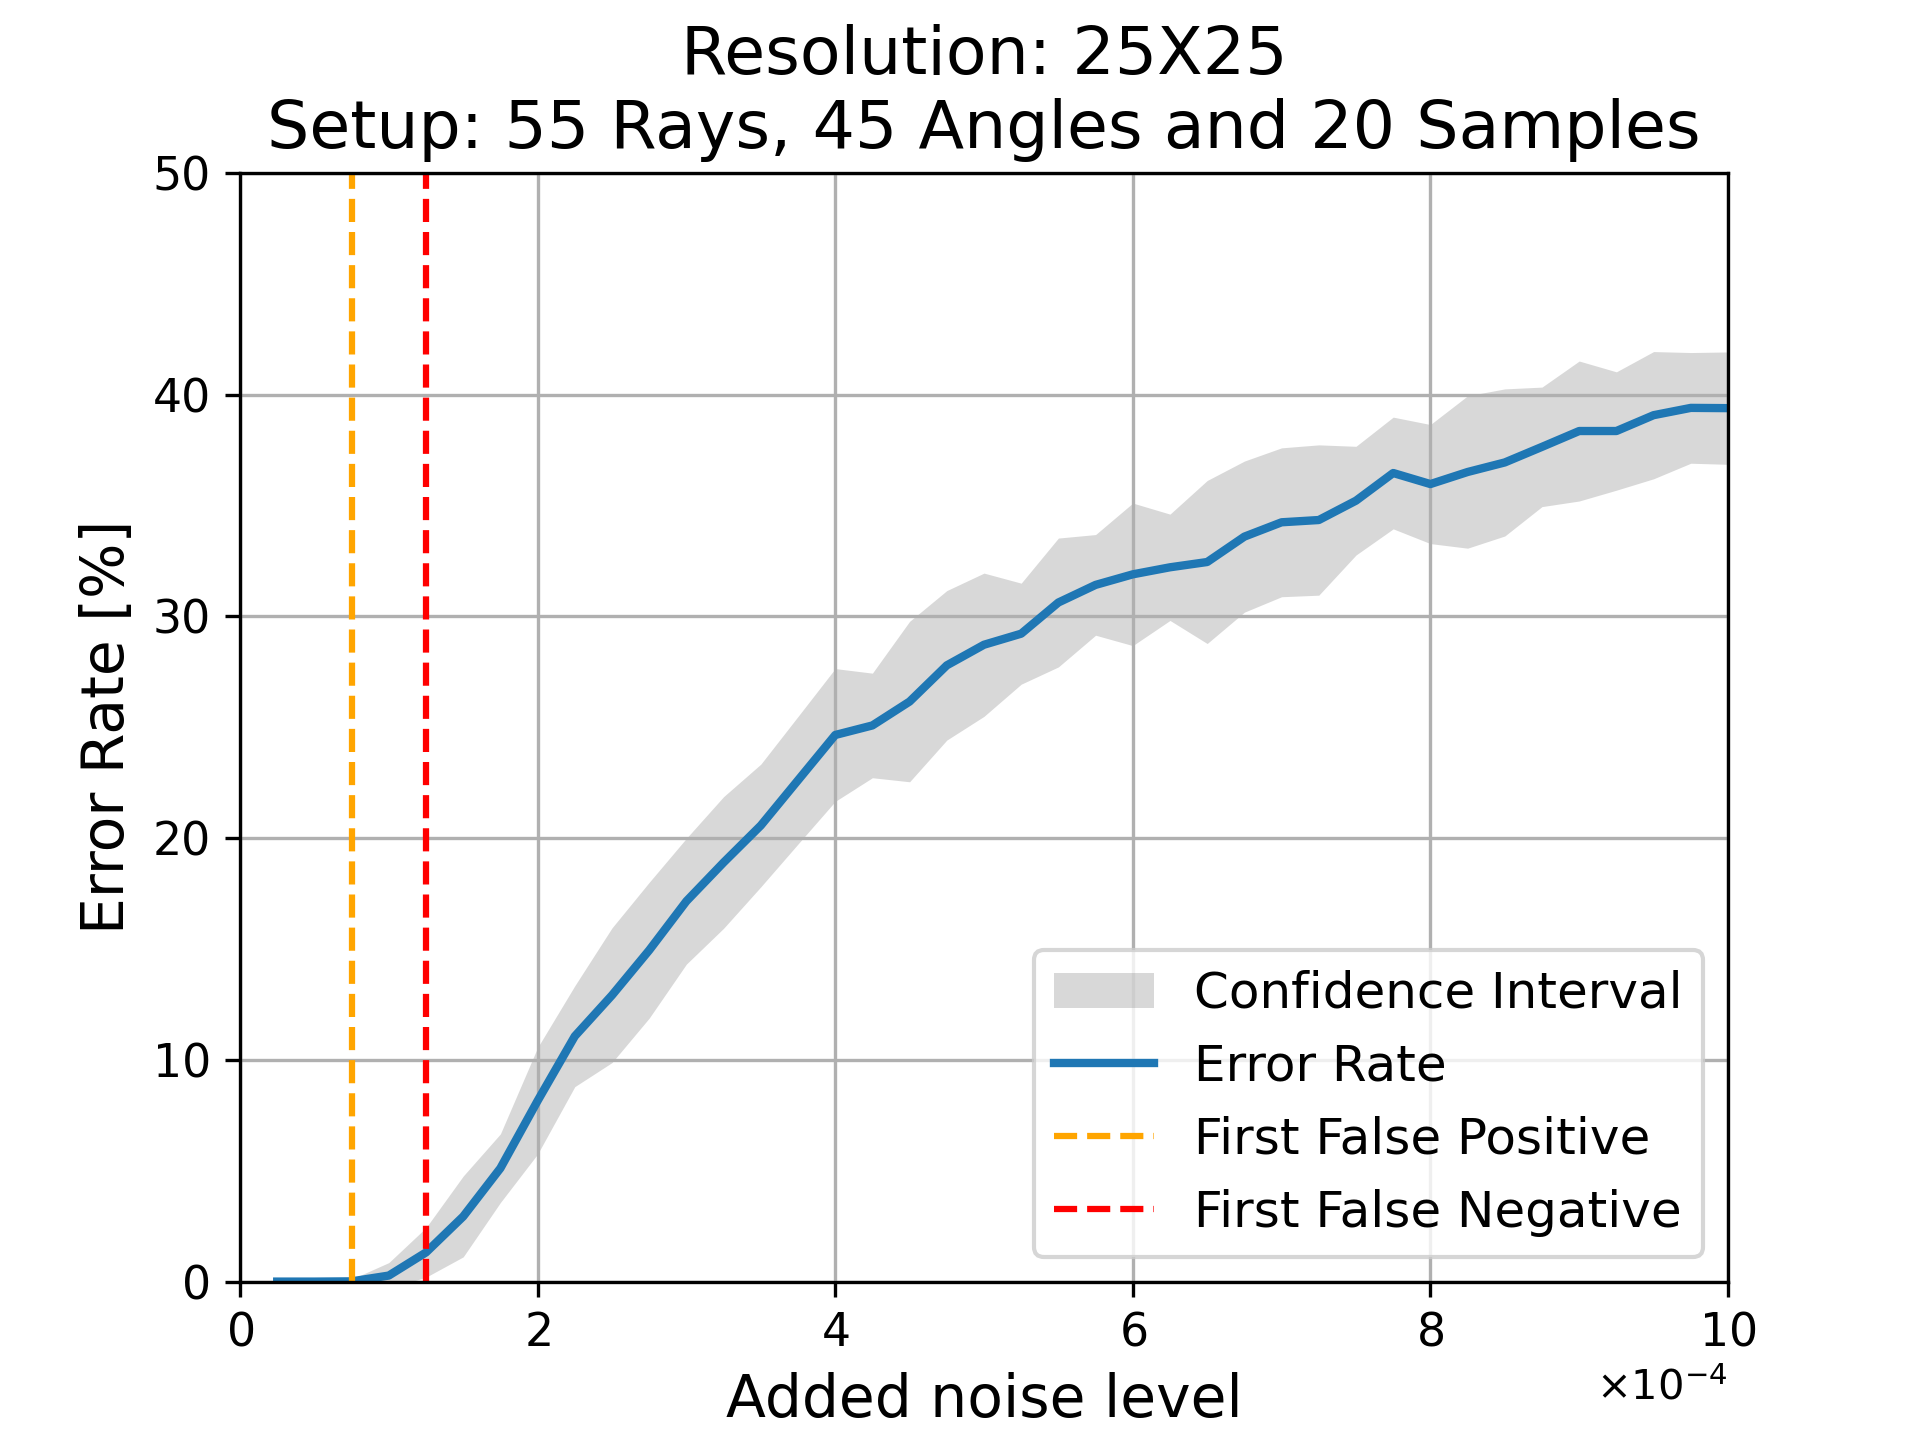 Resolution: 25X25
Setup: 55 Rays, 45 Angles and 20 Samples
50
40
30
20
10
0
Error Rate [%]
Confidence Interval
Error Rate
First False Positive
First False Negative
0 2 4 6 8 10
×10⁻⁴
Added noise level